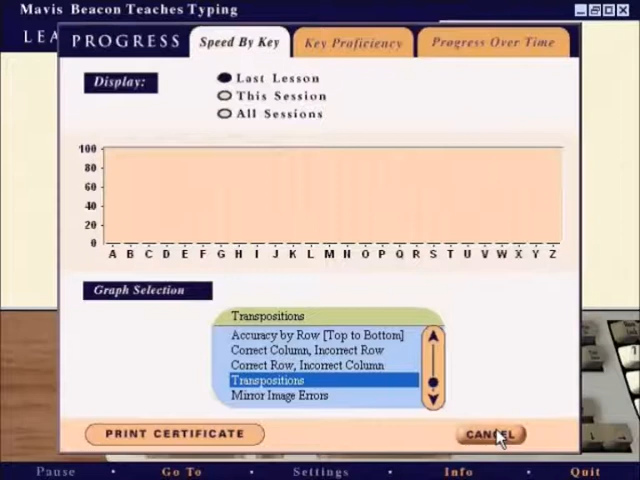 Mavis Beacon Teaches Typing
LEA
PROGRESS
Speed By Key
Key Proficiency
Progress Over Time
Display:
Last Lesson
This Session
All Sessions
100
80
60
40
20
0
A B C D E F G H I J K L M N O P Q R S T U V W X Y Z
Graph Selection
Transpositions
Accuracy by Row [Top to Bottom]
Correct Column, Incorrect Row
Correct Row, Incorrect Column
Transpositions
Mirror Image Errors
PRINT CERTIFICATE
CANCEL
Pause • Go To • Settings • Info • Quit